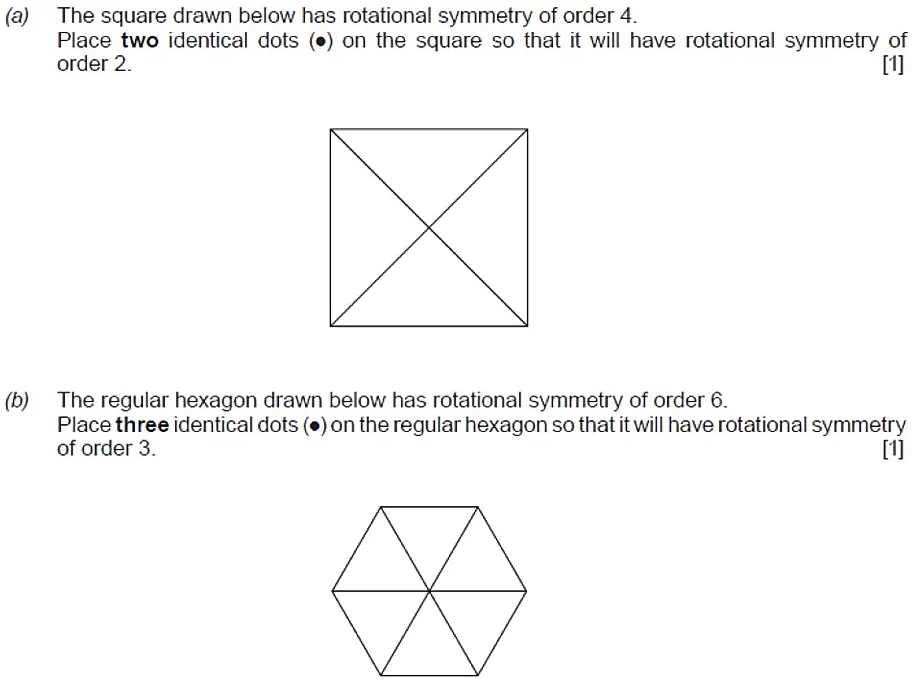 (a) The square drawn below has rotational symmetry of order 4.
Place two identical dots (●) on the square so that it will have rotational symmetry of
order 2. [1]
(b) The regular hexagon drawn below has rotational symmetry of order 6.
Place three identical dots (●) on the regular hexagon so that it will have rotational symmetry
of order 3. [1]